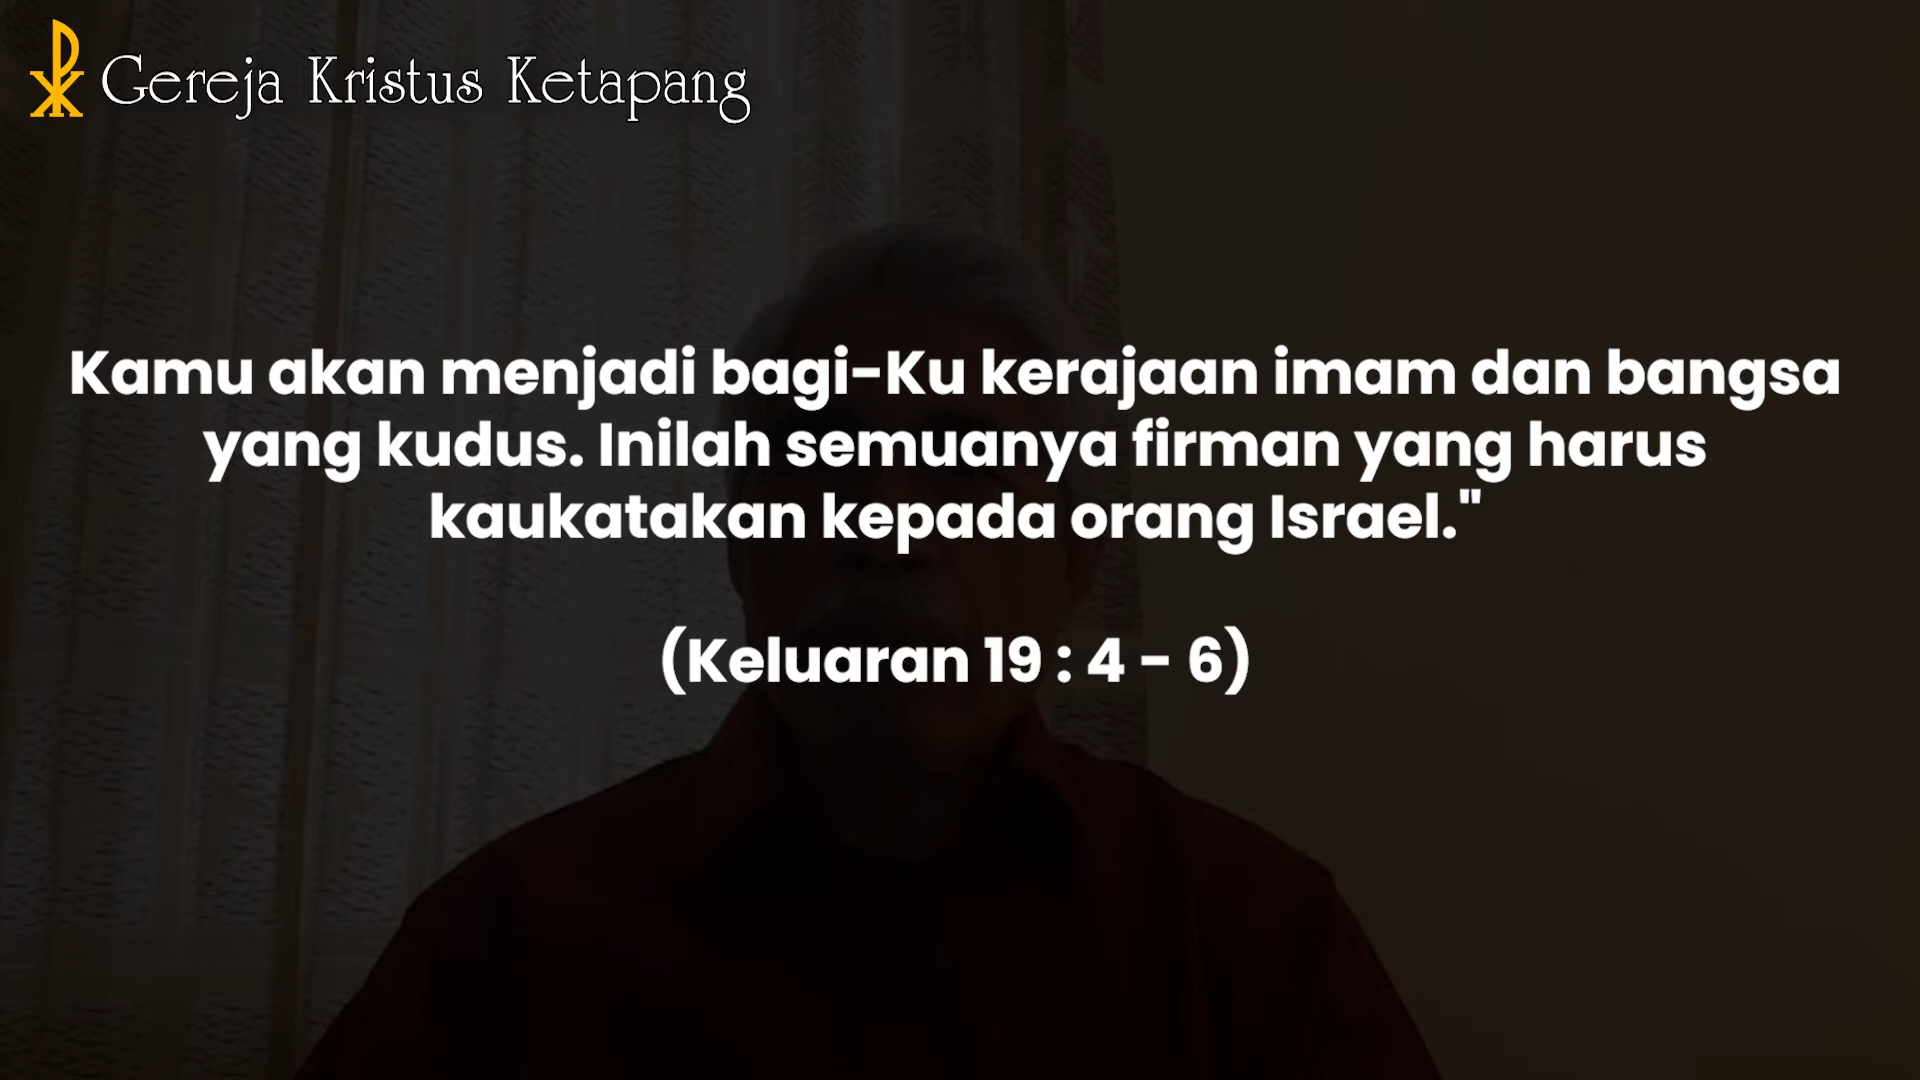 Gereja Kristus Ketapang
Kamu akan menjadi bagi-Ku kerajaan imam dan bangsa
yang kudus. Inilah semuanya firman yang harus
kaukatakan kepada orang Israel."
(Keluaran 19 : 4 - 6)